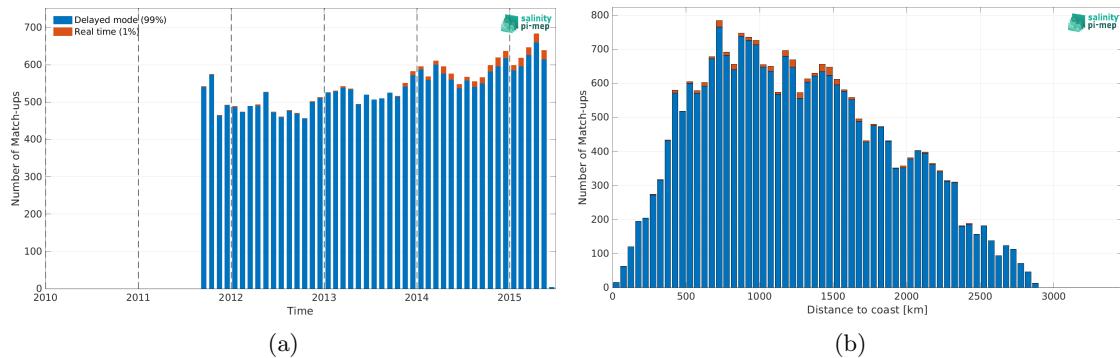 Delayed mode (99%)
Real time (1%)
salinity
pi-mep
700
600
500
400
300
200
100
0
Number of Match-ups
2010 2011 2012 2013 2014 2015
Time
(a)
salinity
pi-mep
800
700
600
500
400
300
200
100
0
Number of Match-ups
0 500 1000 1500 2000 2500 3000
Distance to coast [km]
(b)